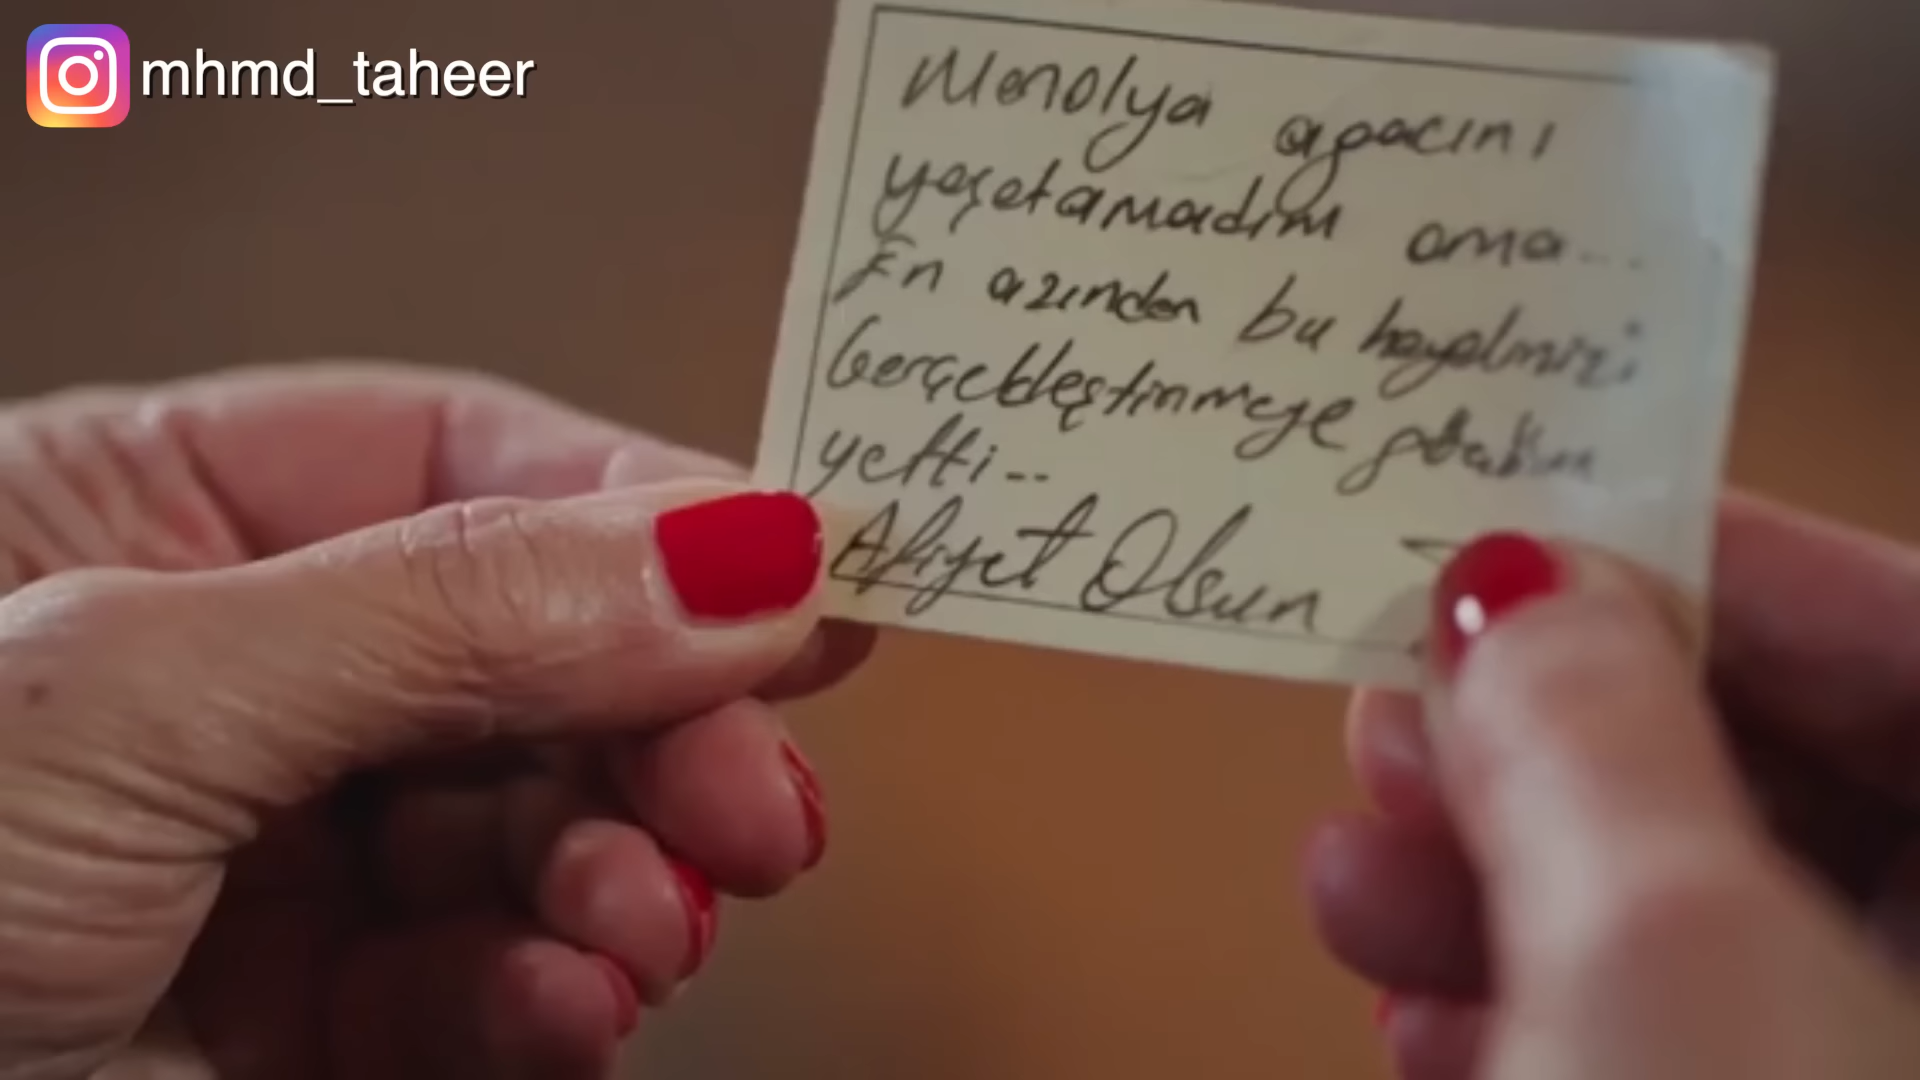 mhmd_taheer
Manolya ağacını
yeşetamadım ama...
En azından bu hayalimizi
Gerçekleştirmeye
yetti...
Afiyet Olsun